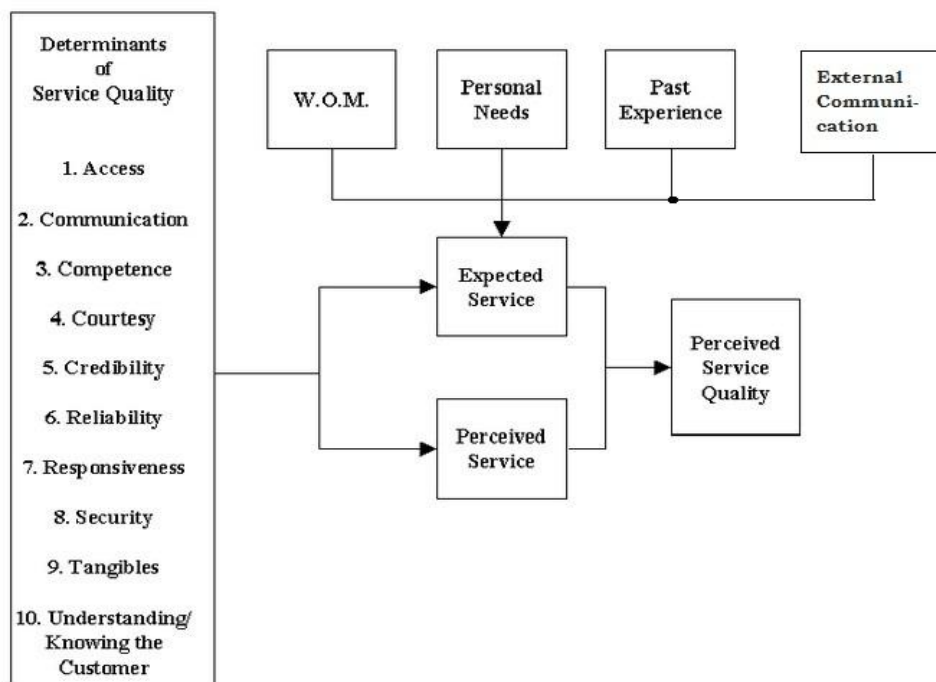 Determinants
of
Service Quality
1. Access
2. Communication
3. Competence
4. Courtesy
5. Credibility
6. Reliability
7. Responsiveness
8. Security
9. Tangibles
10. Understanding/
Knowing the
Customer
W.O.M.
Personal
Needs
Past
Experience
External
Communi-
cation
Expected
Service
Perceived
Service
Perceived
Service
Quality